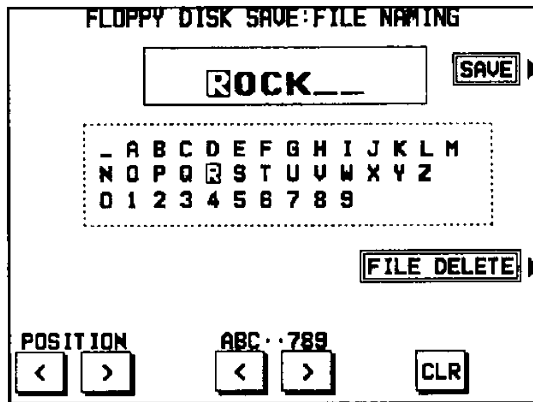 FLOPPY DISK SAVE:FILE NAMING
ROCK__
SAVE
_ A B C D E F G H I J K L M
N O P Q R S T U V W X Y Z
0 1 2 3 4 5 6 7 8 9
FILE DELETE
POSITION ABC··789
< > < > CLR